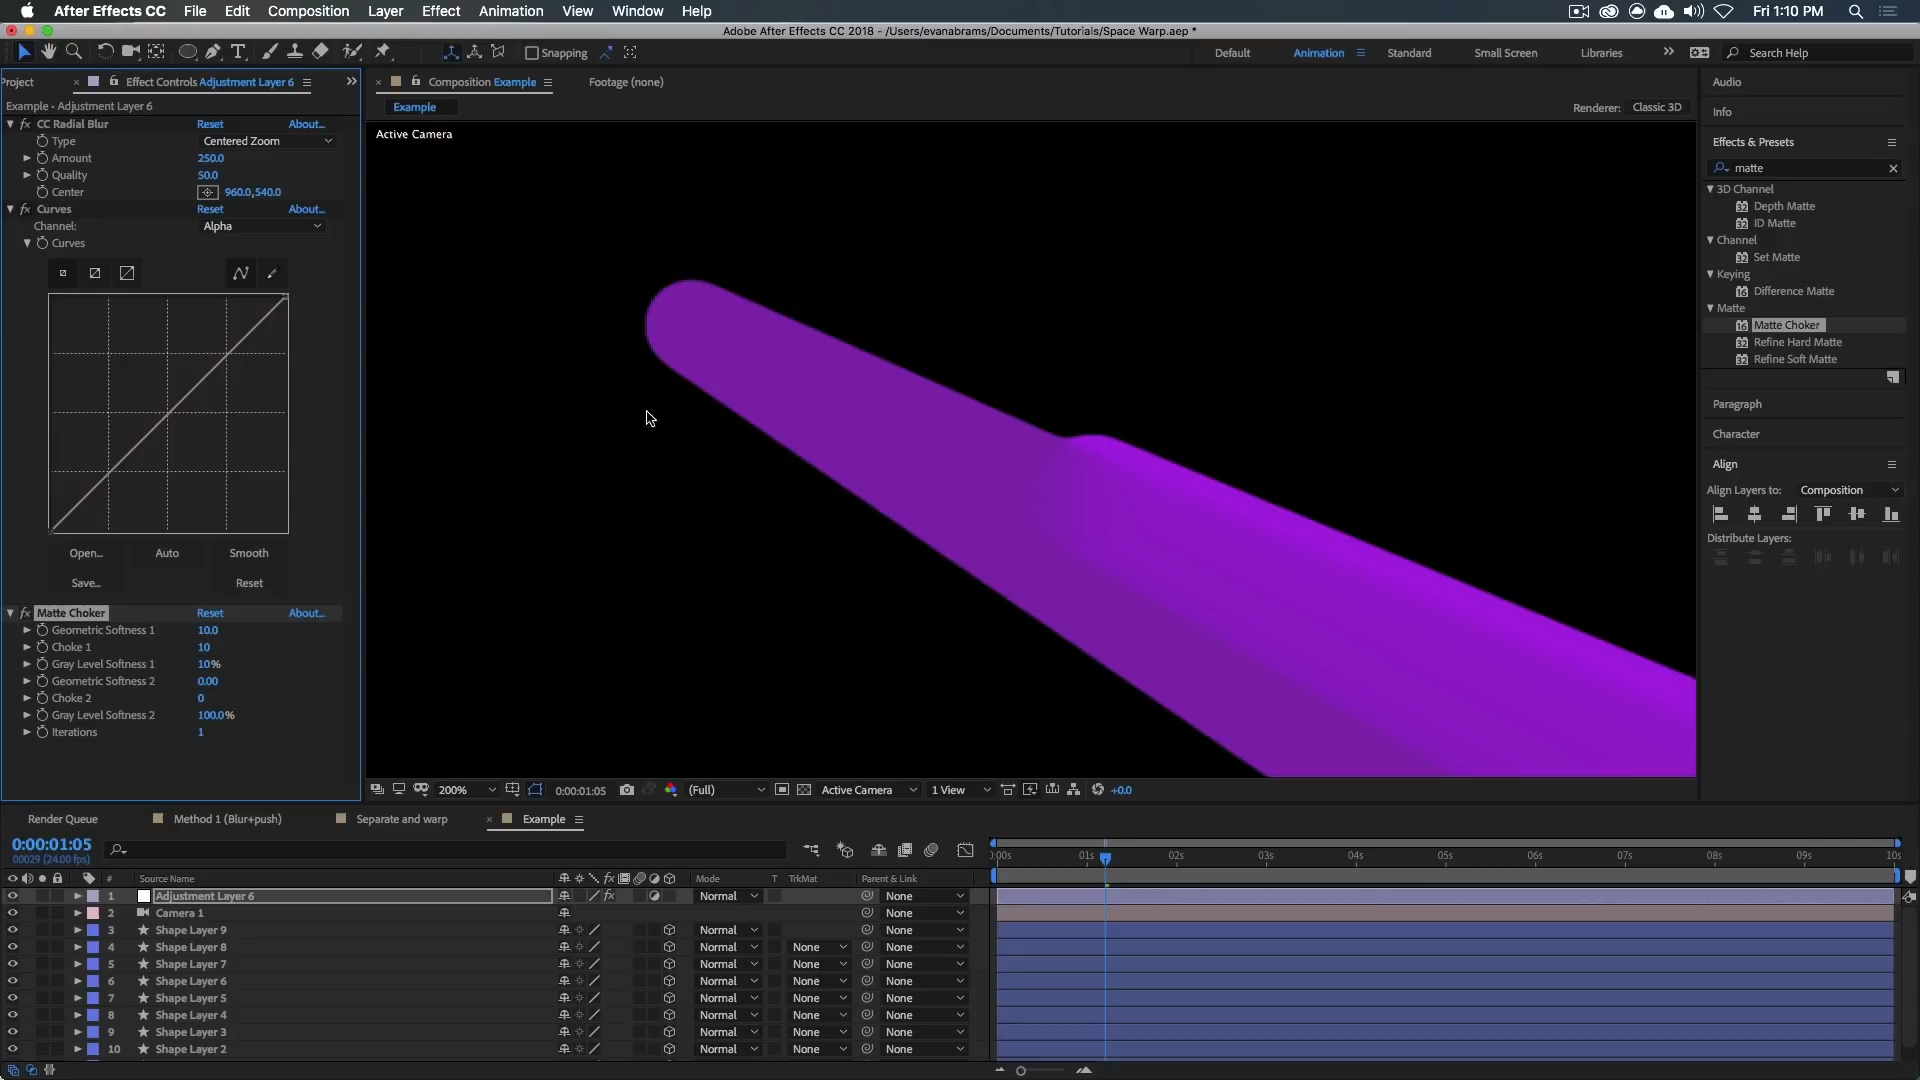 After Effects CC File Edit Composition Layer Effect Animation View Window Help Fri 1:10 PM
Adobe After Effects CC 2018 - /Users/evanabrams/Documents/Tutorials/Space Warp.aep *
Snapping Default Animation Standard Small Screen Libraries Search Help
Project Effect Controls Adjustment Layer 6 Composition Example Footage (none) Audio
Example • Adjustment Layer 6 Example Renderer: Classic 3D Info
CC Radial Blur Reset About...
Type Centered Zoom
Amount 250.0
Quality 50.0
Center 960.0,540.0
Curves Reset About...
Channel: Alpha
Curves
Open... Auto Smooth
Save... Reset
Matte Choker Reset About...
Geometric Softness 1 10.0
Choke 1 10
Gray Level Softness 1 10%
Geometric Softness 2 0.00
Choke 2 0
Gray Level Softness 2 100.0%
Iterations 1
Active Camera
200% 0:00:01:05 (Full) Active Camera 1 View +0.0
Effects & Presets
matte
3D Channel
32 Depth Matte
32 ID Matte
Channel
32 Set Matte
Keying
16 Difference Matte
Matte
16 Matte Choker
32 Refine Hard Matte
32 Refine Soft Matte
Paragraph
Character
Align
Align Layers to: Composition
Distribute Layers:
Render Queue Method 1 (Blur+push) Separate and warp Example
0:00:01:05
00029 (24.00 fps)
0:00s 01s 02s 03s 04s 05s 06s 07s 08s 09s 10s
# Source Name fx Mode T TrkMat Parent & Link
1 Adjustment Layer 6 fx Normal None
2 Camera 1 None
3 Shape Layer 9 Normal None
4 Shape Layer 8 Normal None None
5 Shape Layer 7 Normal None None
6 Shape Layer 6 Normal None None
7 Shape Layer 5 Normal None None
8 Shape Layer 4 Normal None None
9 Shape Layer 3 Normal None None
10 Shape Layer 2 Normal None None